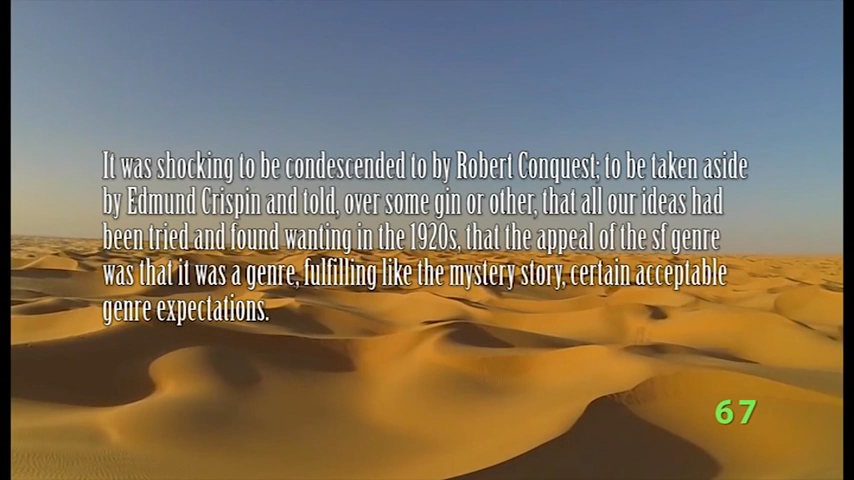 It was shocking to be condescended to by Robert Conquest; to be taken aside
by Edmund Crispin and told, over some gin or other, that all our ideas had
been tried and found wanting in the 1920s, that the appeal of the sf genre
was that it was a genre, fulfilling like the mystery story, certain acceptable
genre expectations.
67